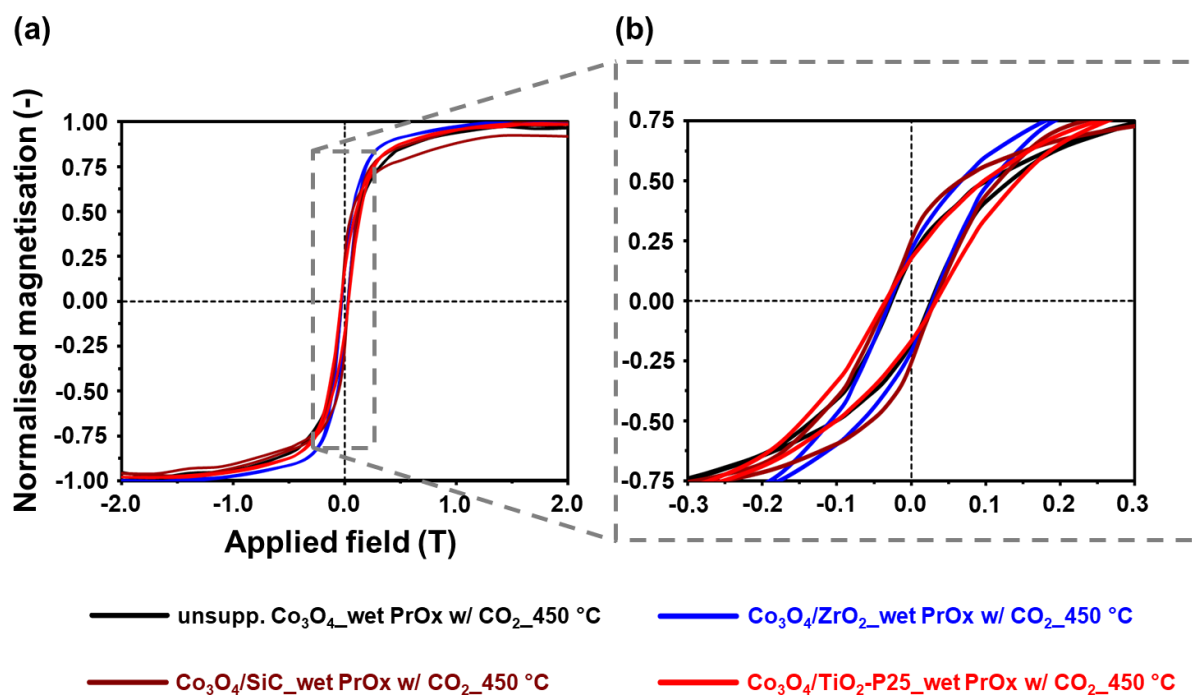 (a)
(b)
Normalised magnetisation (-)
1.00
0.75
0.50
0.25
0.00
-0.25
-0.50
-0.75
-1.00
-2.0 -1.0 0.0 1.0 2.0
Applied field (T)
0.75
0.50
0.25
0.00
-0.25
-0.50
-0.75
-0.3 -0.2 -0.1 0.0 0.1 0.2 0.3
unsupp. Co₃O₄_wet PrOx w/ CO₂_450 °C
Co₃O₄/ZrO₂_wet PrOx w/ CO₂_450 °C
Co₃O₄/SiC_wet PrOx w/ CO₂_450 °C
Co₃O₄/TiO₂-P25_wet PrOx w/ CO₂_450 °C